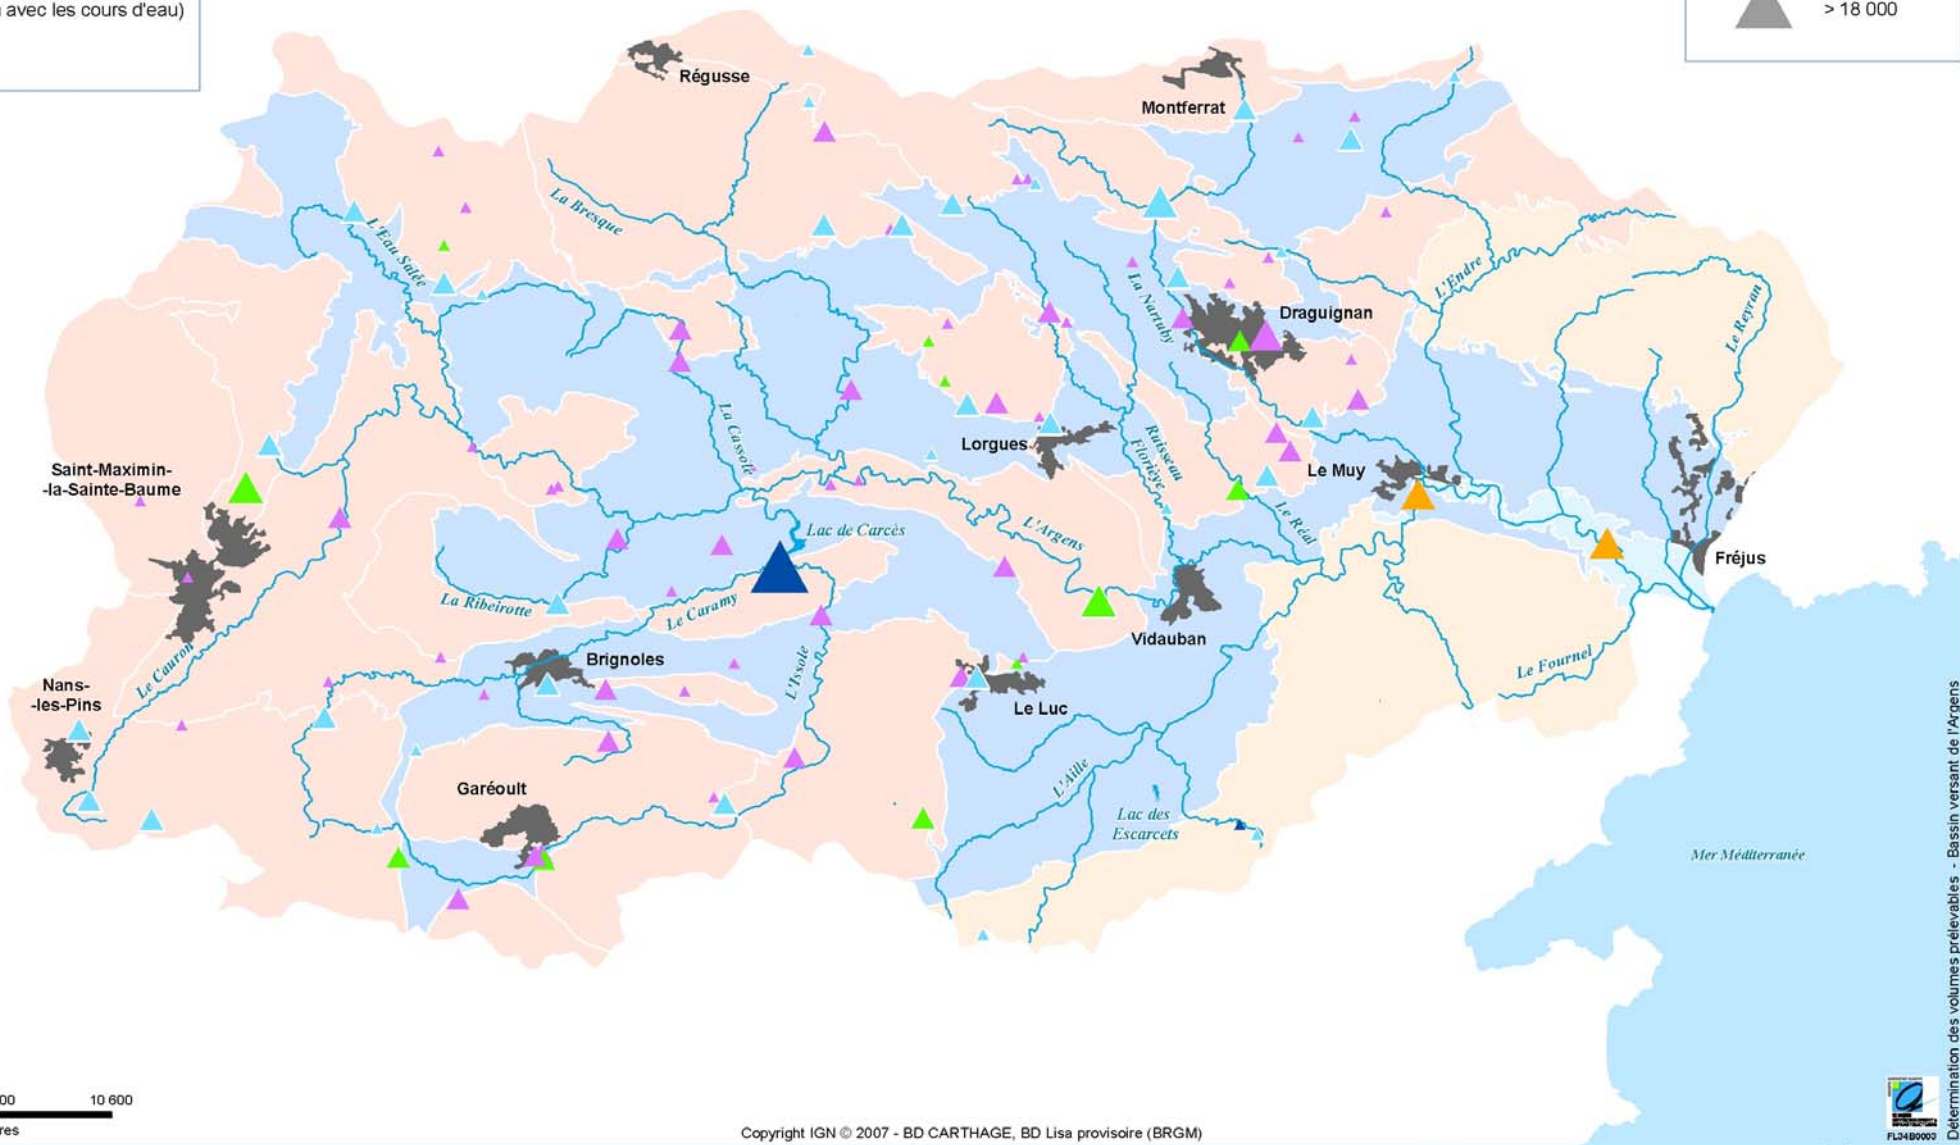 avec les cours d'eau)
> 18 000
Régusse
Montferrat
La Bresque
L'Eau Salée
L'Endre
Le Reyran
La Nartuby
Draguignan
La Cassole
Lorgues
Ruisseau
Florièye
Le Muy
Saint-Maximin-
-la-Sainte-Baume
Le Réal
Lac de Carcès
L'Argens
Fréjus
La Ribeirotte
Le Caramy
Vidauban
Le Cauron
Brignoles
L'Issole
Le Fournel
Nans-
-les-Pins
Le Luc
Garéoult
L'Aille
Lac des
Escarcets
Mer Méditerranée
Détermination des volumes prélevables - Bassin versant de l'Argens
00
10 600
res
Copyright IGN © 2007 - BD CARTHAGE, BD Lisa provisoire (BRGM)
FL34B0003